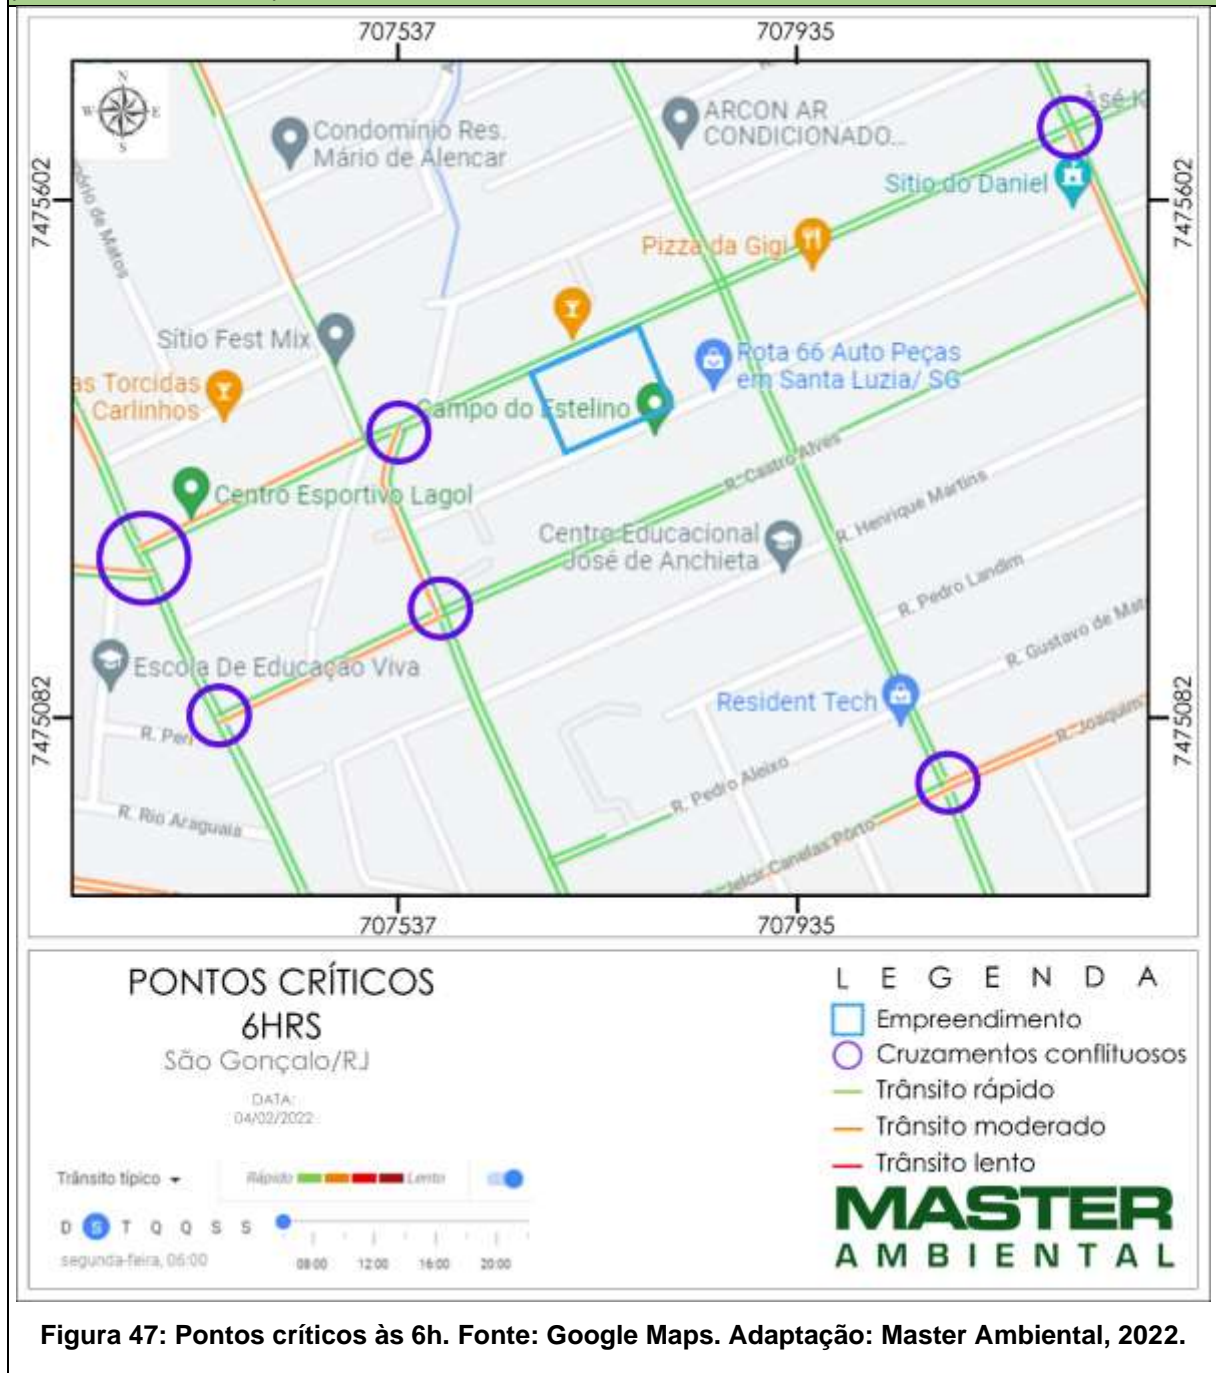 707537
707935
N
W
E
S
ARCON AR
CONDICIONADO...
Condomínio Res.
Mário de Alencar
Sitio do Daniel
7475602
7475602
Pizza da Gigi
Sítio Fest Mix
Rota 66 Auto Peças
em Santa Luzia/ SG
as Torcidas
Carlinhos
Campo do Estelino
R. Castro Alves
Centro Esportivo Lagol
R. Henrique Martins
Centro Educacional
José de Anchieta
R. Pedro Landim
R. Gustavo de Mat
Escola De Educação Viva
Resident Tech
7475082
7475082
R. Peri
R. Joaquim
R. Pedro Aleixo
R. Rio Araguaia
Canelas Pôrto
707537
707935
PONTOS CRÍTICOS
6HRS
São Gonçalo/RJ
DATA:
04/02/2022
Trânsito típico
Rápido
Lento
D S T Q Q S S
segunda-feira, 06:00
08:00 12:00 16:00 20:00
LEGENDA
Empreendimento
Cruzamentos conflituosos
Trânsito rápido
Trânsito moderado
Trânsito lento
MASTER
AMBIENTAL
Figura 47: Pontos críticos às 6h. Fonte: Google Maps. Adaptação: Master Ambiental, 2022.